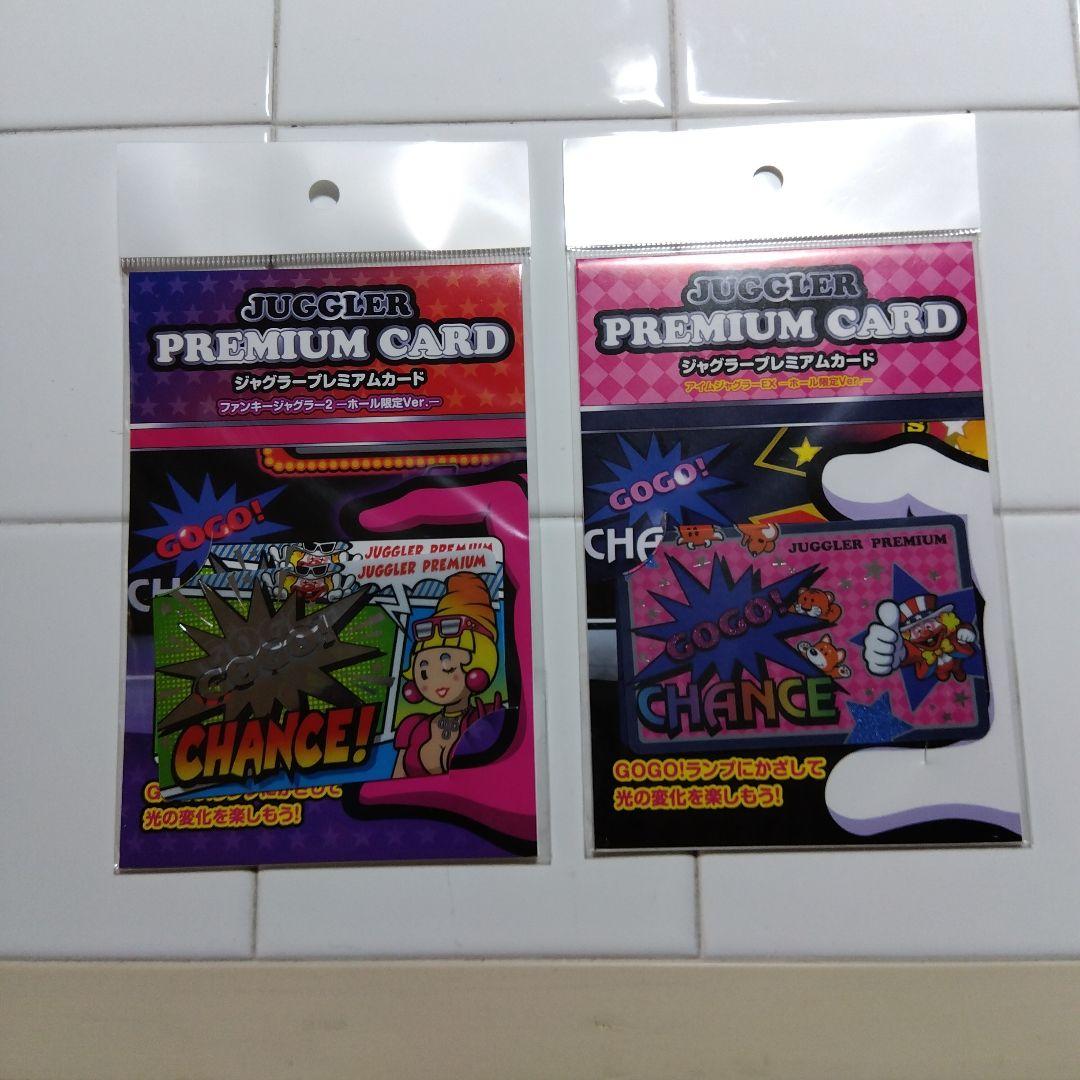 JUGGLER
PREMIUM CARD
ジャグラープレミアムカード
ファンキージャグラー2 ーホール限定Ver.ー
GOGO!
CH
JUGGLER PREMIUM
JUGGLER PREMIUM
GOGO!
CHANCE!
光の変化を楽しもう!
JUGGLER
PREMIUM CARD
ジャグラープレミアムカード
アイムジャグラーEX ーホール限定Ver.ー
S
GOGO!
CHA
JUGGLER PREMIUM
GOGO!
CHANCE
GOGO!ランプにかざして
光の変化を楽しもう!